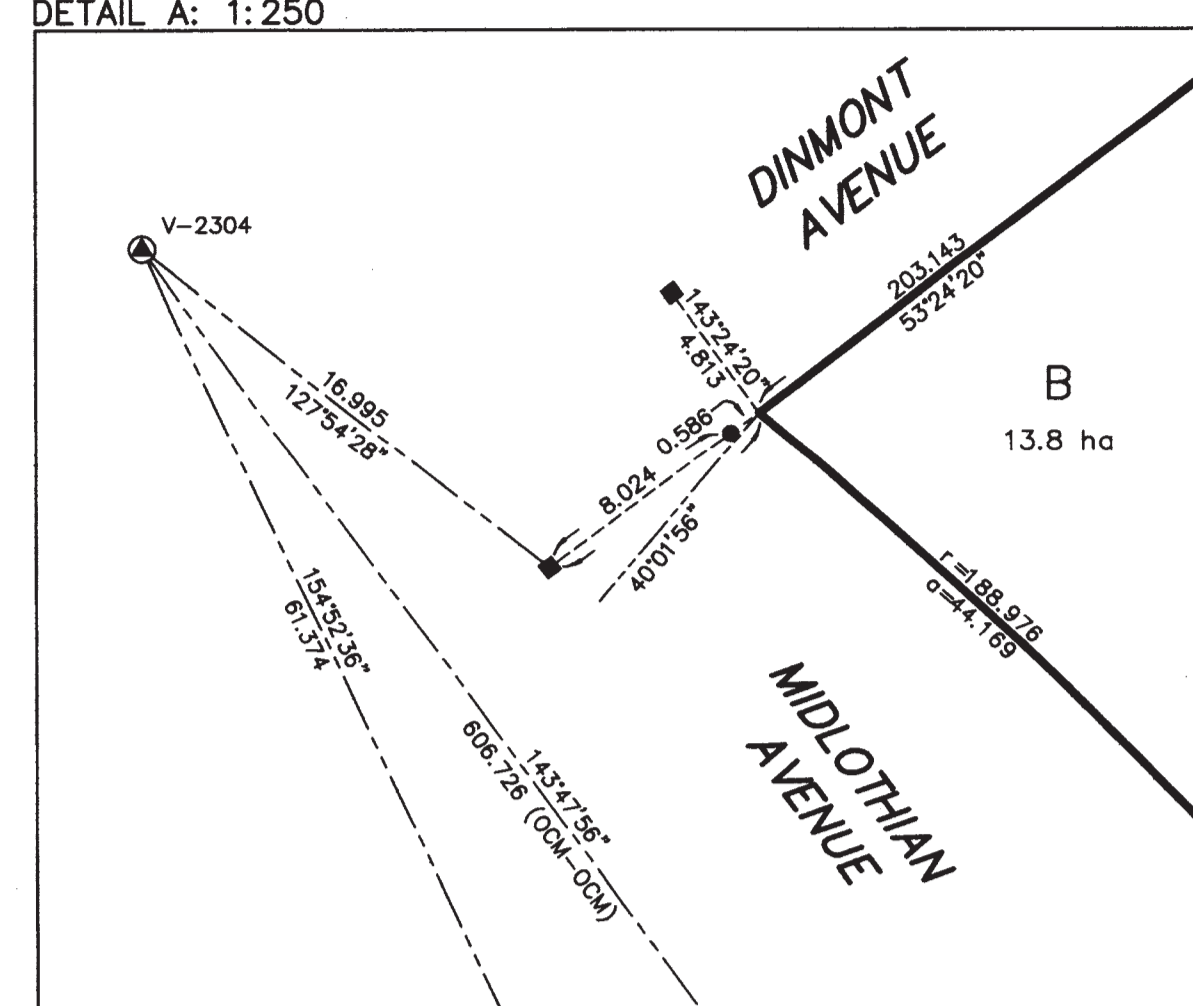 DETAIL A: 1:250
DINMONT
AVENUE
V-2304
203.143
53°24'20"
143°24'20"
4.813
B
13.8 ha
16.995
127°54'28"
0.586
8.024
40°01'56"
r=188.976
a=44.169
154°52'36"
61.374
143°47'56"
606.726 (OCM-OCM)
MIDLOTHIAN
AVENUE